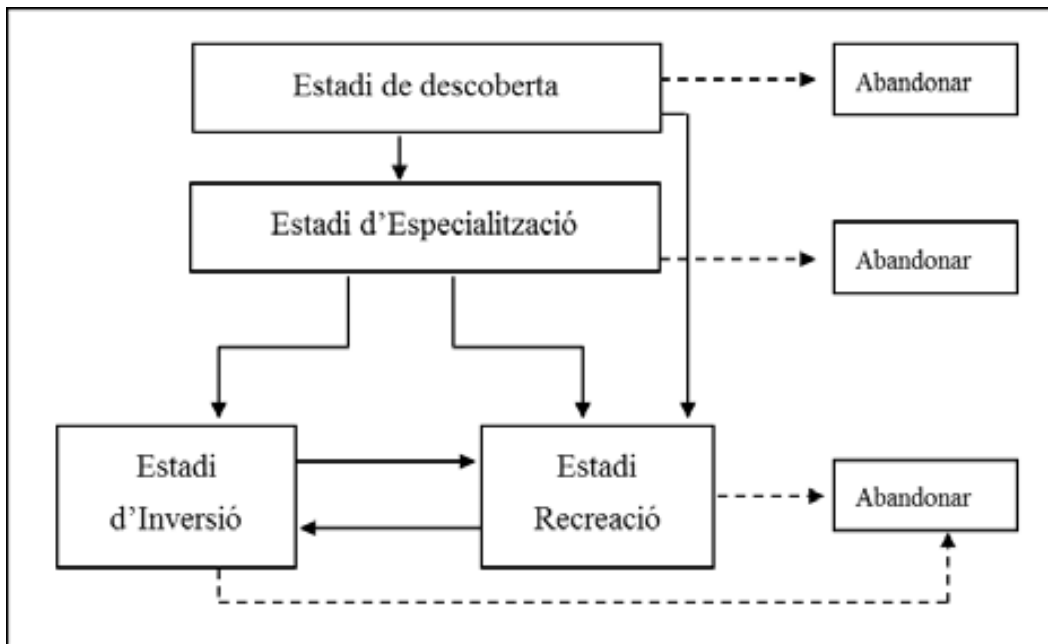 Estadi de descoberta
Abandonar
Estadi d’Especialització
Abandonar
Estadi
d’Inversió
Estadi
Recreació
Abandonar